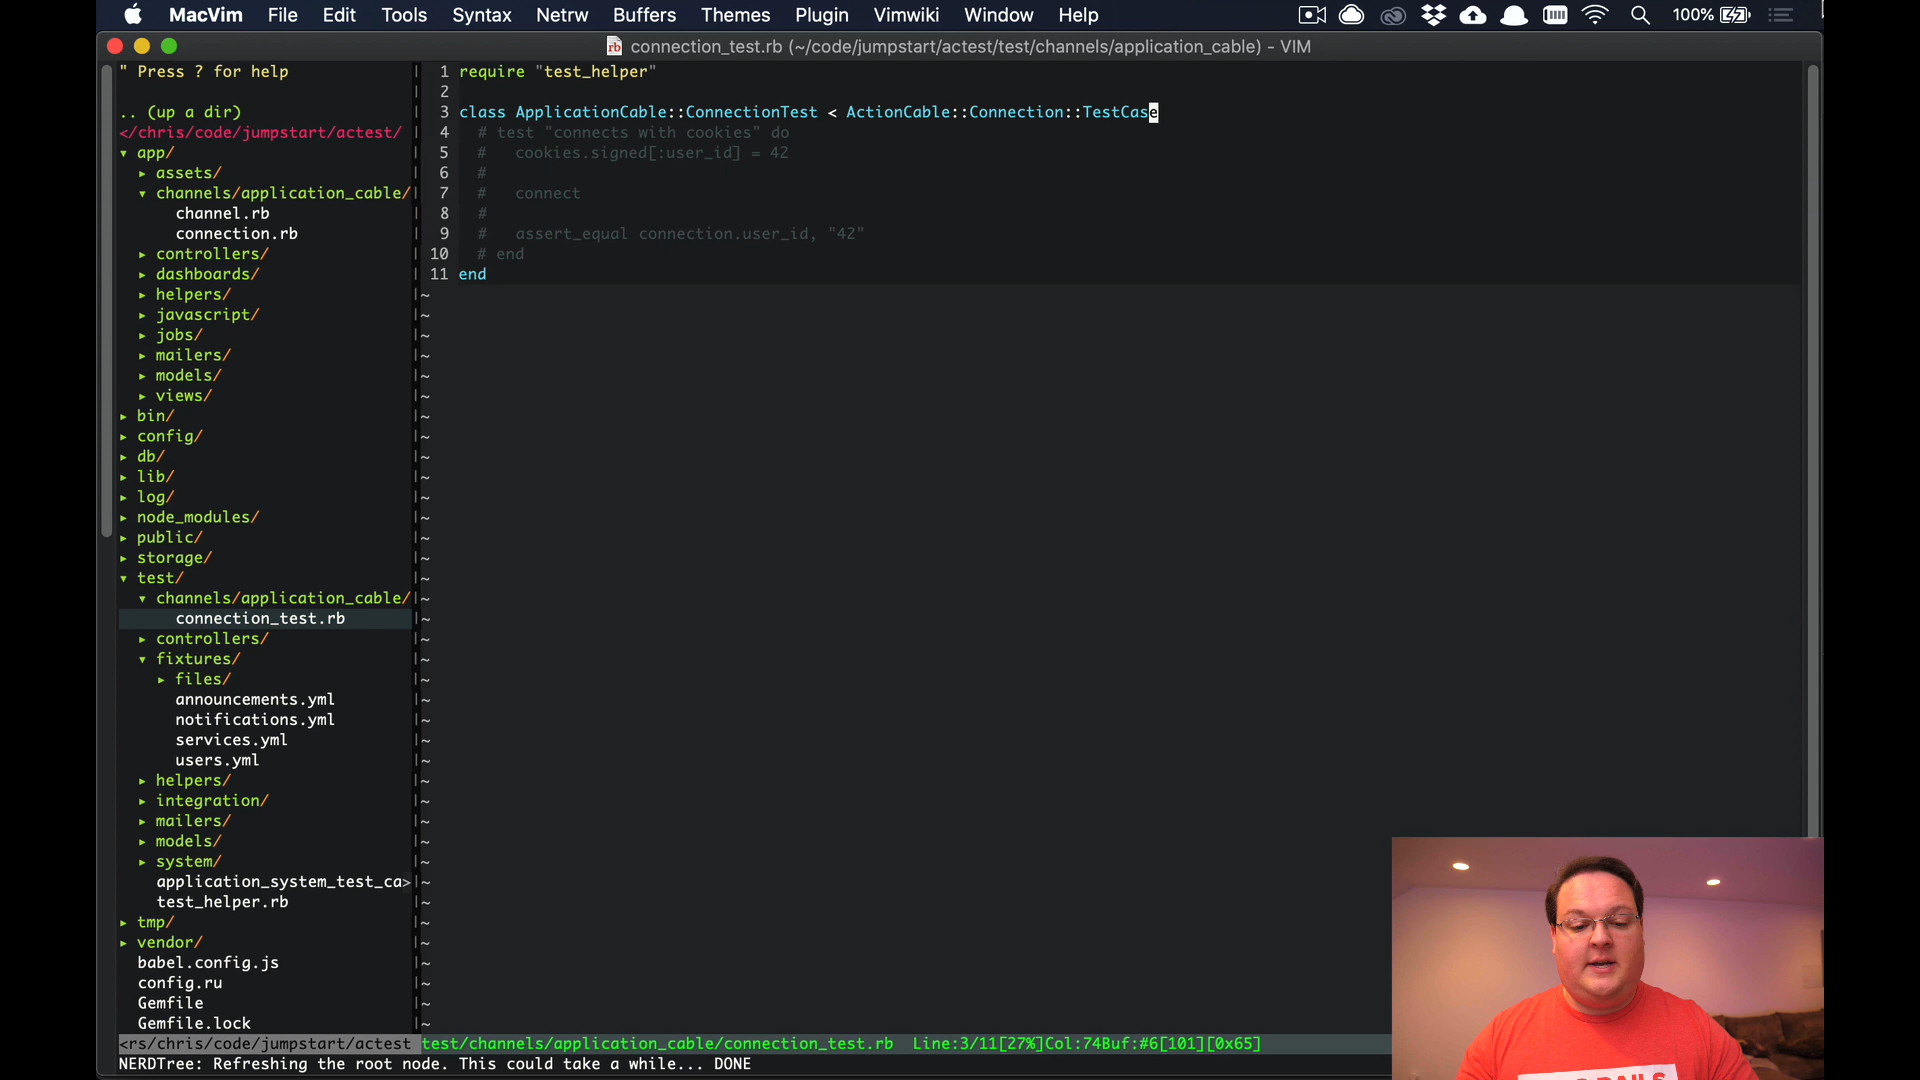 MacVim File Edit Tools Syntax Netrw Buffers Themes Plugin Vimwiki Window Help 100%
connection_test.rb (~/code/jumpstart/actest/test/channels/application_cable) - VIM
" Press ? for help
.. (up a dir)
</chris/code/jumpstart/actest/
▾ app/
▸ assets/
▾ channels/application_cable/
channel.rb
connection.rb
▸ controllers/
▸ dashboards/
▸ helpers/
▸ javascript/
▸ jobs/
▸ mailers/
▸ models/
▸ views/
▸ bin/
▸ config/
▸ db/
▸ lib/
▸ log/
▸ node_modules/
▸ public/
▸ storage/
▾ test/
▾ channels/application_cable/
connection_test.rb
▸ controllers/
▾ fixtures/
▸ files/
announcements.yml
notifications.yml
services.yml
users.yml
▸ helpers/
▸ integration/
▸ mailers/
▸ models/
▸ system/
application_system_test_ca>
test_helper.rb
▸ tmp/
▸ vendor/
babel.config.js
config.ru
Gemfile
Gemfile.lock
1 require "test_helper"
2
3 class ApplicationCable::ConnectionTest < ActionCable::Connection::TestCase
4 # test "connects with cookies" do
5 # cookies.signed[:user_id] = 42
6 #
7 # connect
8 #
9 # assert_equal connection.user_id, "42"
10 # end
11 end
<rs/chris/code/jumpstart/actest test/channels/application_cable/connection_test.rb Line:3/11[27%]Col:74Buf:#6[101][0x65]
NERDTree: Refreshing the root node. This could take a while... DONE